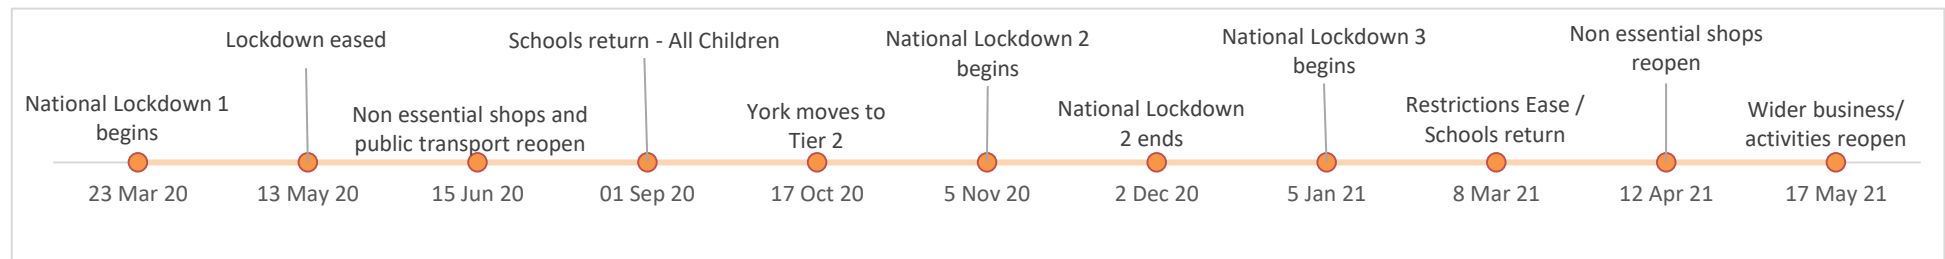 National Lockdown 1
begins
Lockdown eased
Non essential shops and
public transport reopen
Schools return - All Children
York moves to
Tier 2
National Lockdown 2
begins
National Lockdown
2 ends
National Lockdown 3
begins
Restrictions Ease /
Schools return
Non essential shops
reopen
Wider business/
activities reopen
23 Mar 20
13 May 20
15 Jun 20
01 Sep 20
17 Oct 20
5 Nov 20
2 Dec 20
5 Jan 21
8 Mar 21
12 Apr 21
17 May 21